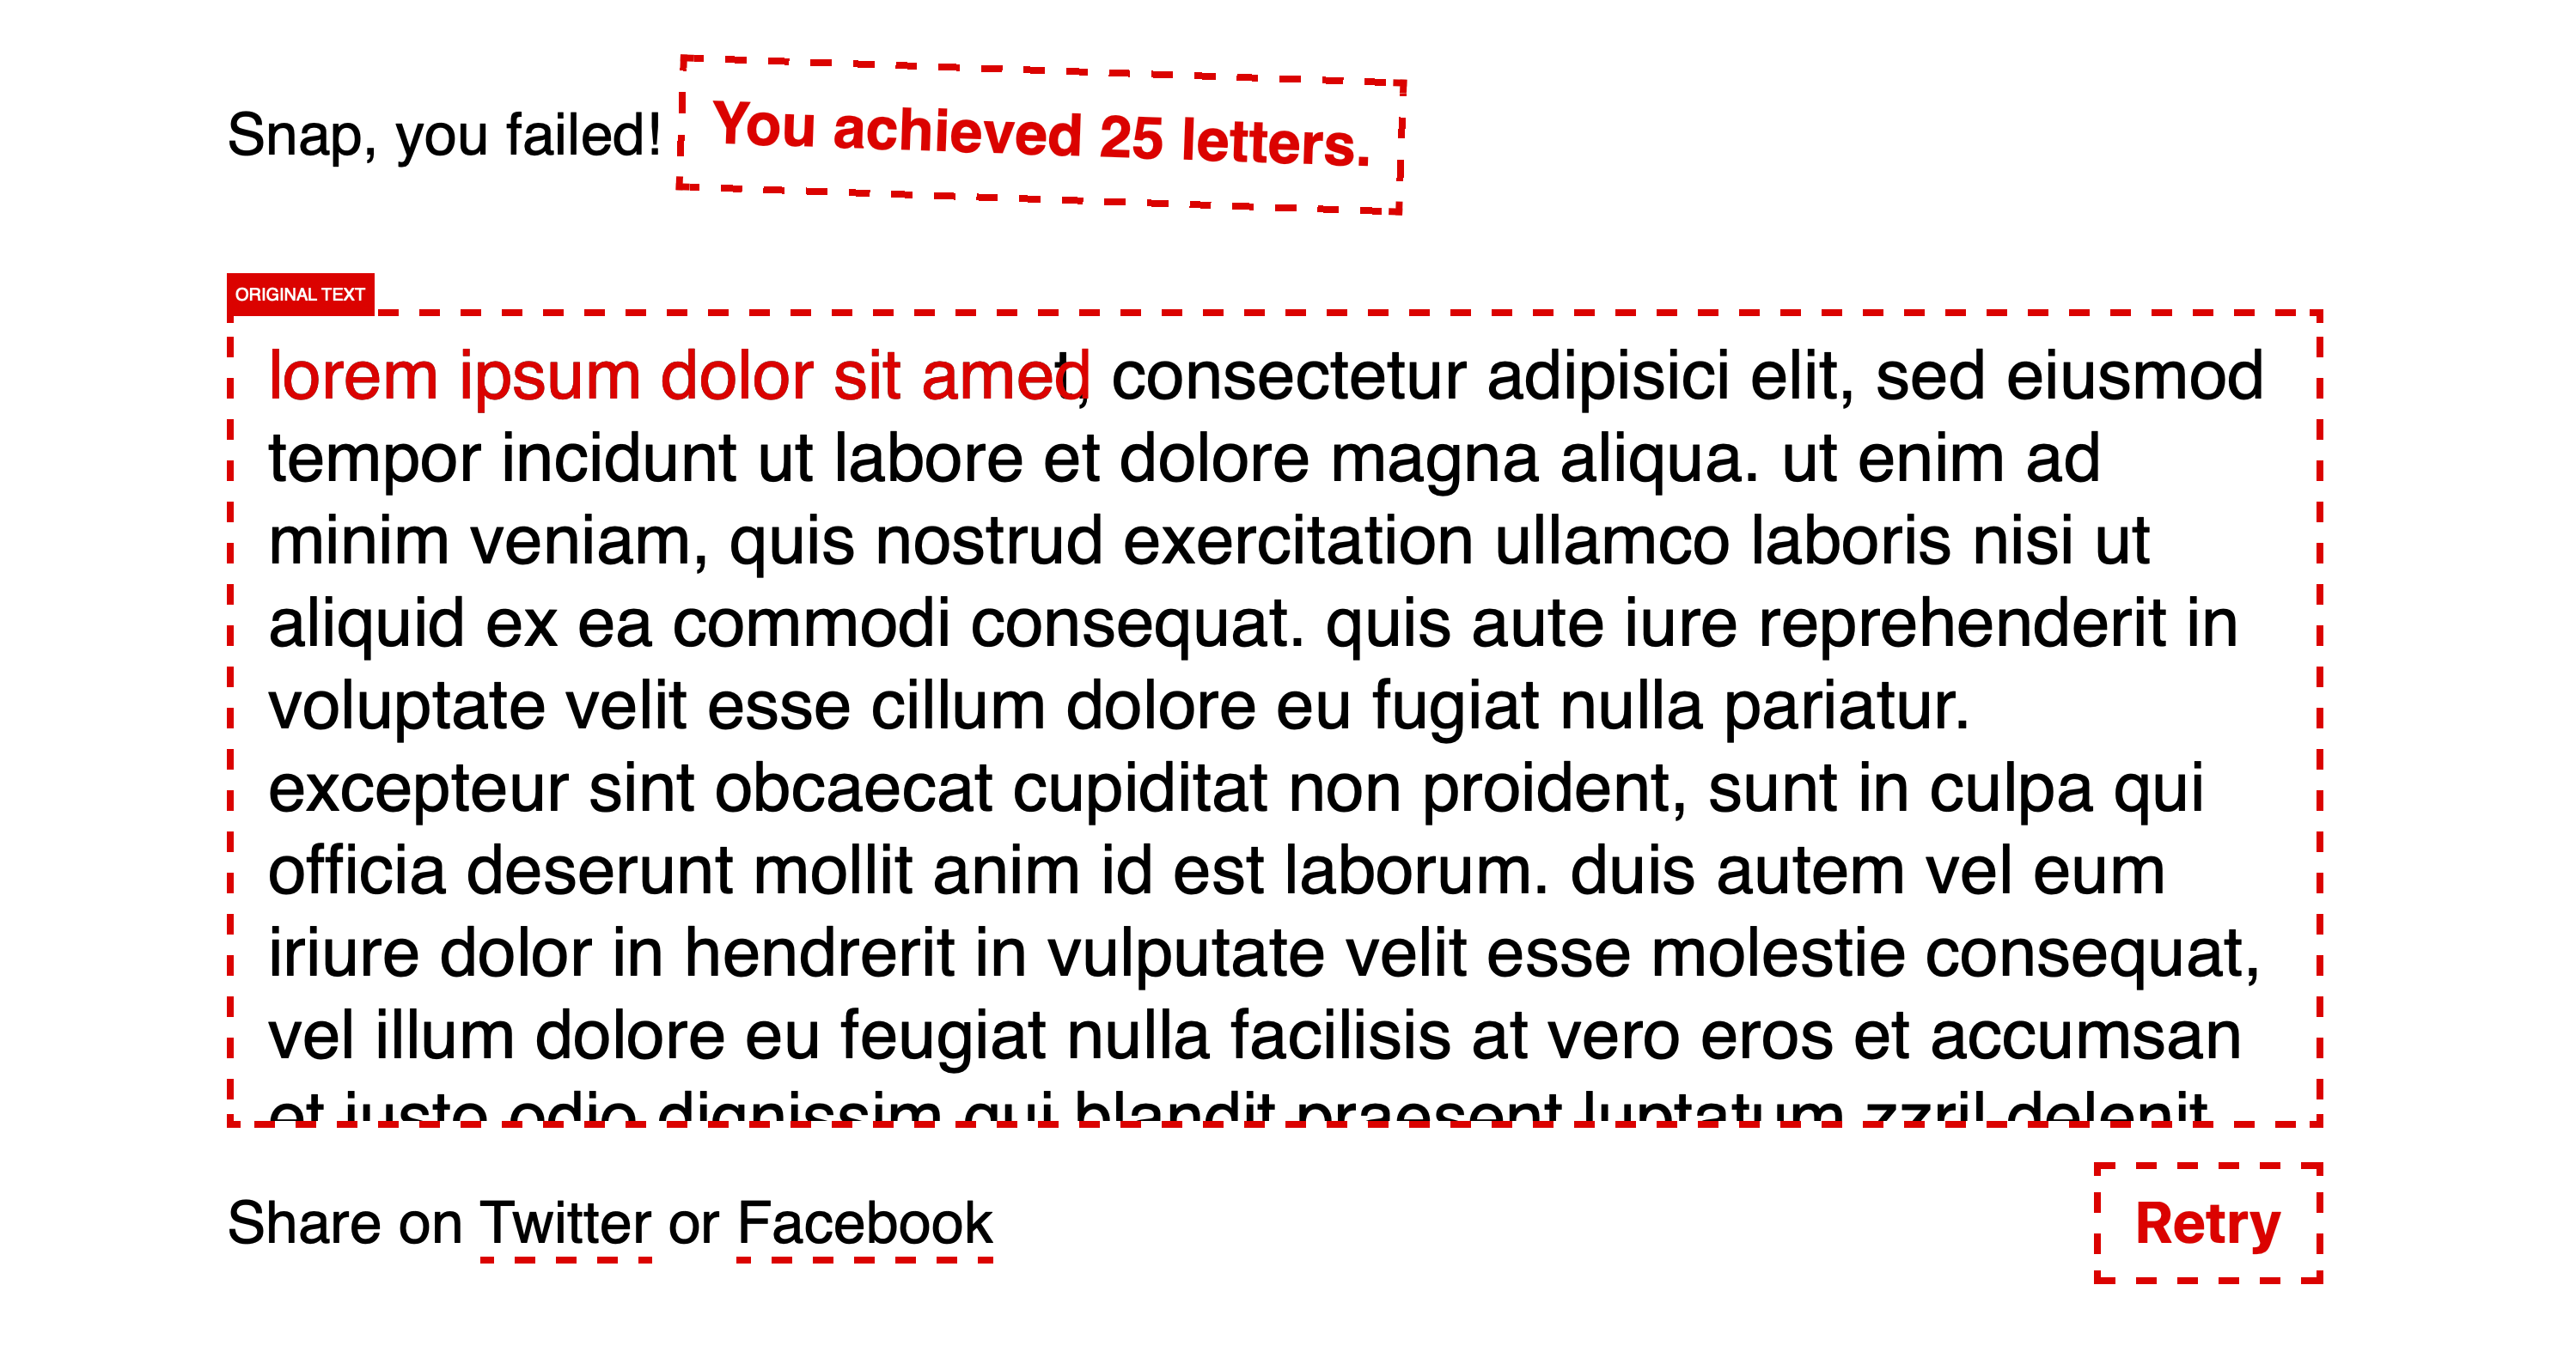 Snap, you failed! You achieved 25 letters.
ORIGINAL TEXT
lorem ipsum dolor sit amed, consectetur adipisici elit, sed eiusmod
tempor incidunt ut labore et dolore magna aliqua. ut enim ad
minim veniam, quis nostrud exercitation ullamco laboris nisi ut
aliquid ex ea commodi consequat. quis aute iure reprehenderit in
voluptate velit esse cillum dolore eu fugiat nulla pariatur.
excepteur sint obcaecat cupiditat non proident, sunt in culpa qui
officia deserunt mollit anim id est laborum. duis autem vel eum
iriure dolor in hendrerit in vulputate velit esse molestie consequat,
vel illum dolore eu feugiat nulla facilisis at vero eros et accumsan
et iusto odio dignissim qui blandit praesent luptatum zzril delenit
Share on Twitter or Facebook
Retry